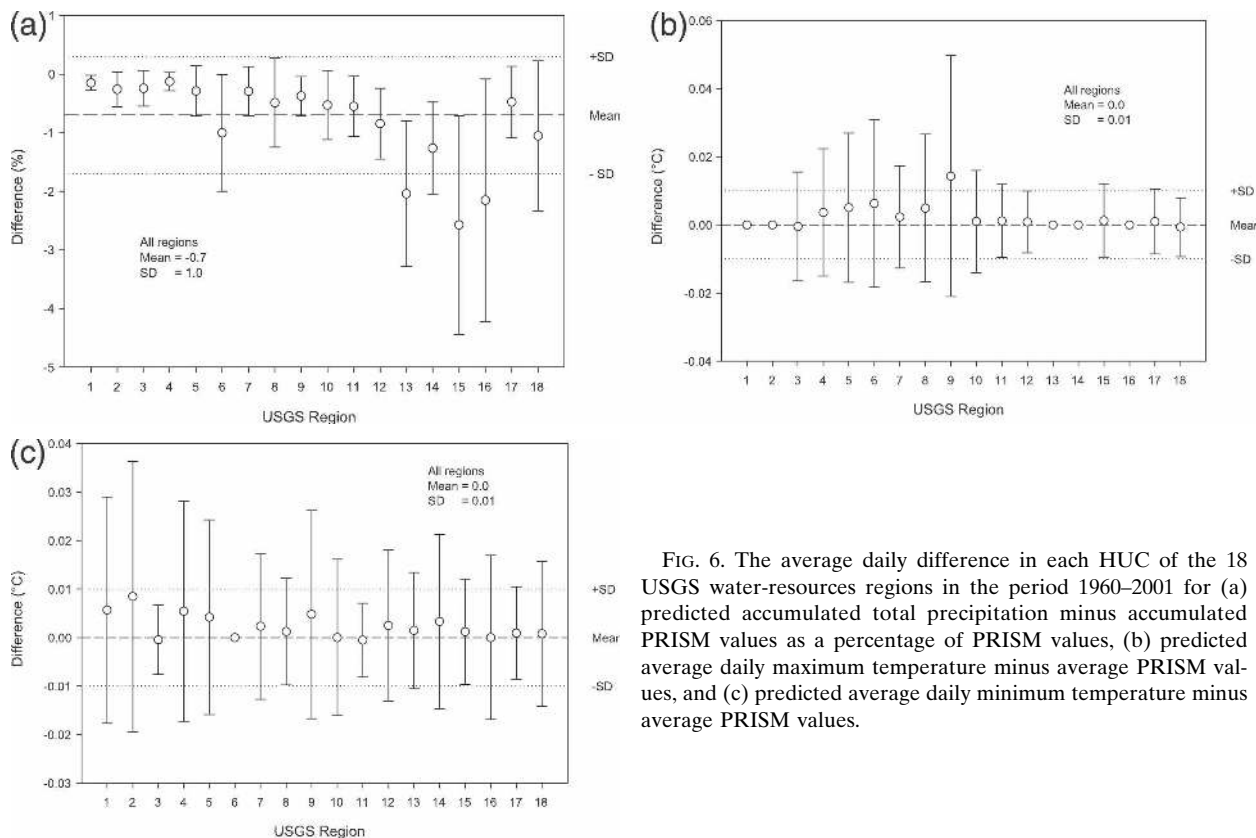 (a)
1
0
-1
-2
-3
-4
-5
Difference (%)
+SD
Mean
- SD
All regions
Mean = -0.7
SD = 1.0
1 2 3 4 5 6 7 8 9 10 11 12 13 14 15 16 17 18
USGS Region
(b)
0.06
0.04
0.02
0.00
-0.02
-0.04
Difference (°C)
All regions
Mean = 0.0
SD = 0.01
+SD
Mear
-SD
1 2 3 4 5 6 7 8 9 10 11 12 13 14 15 16 17 18
USGS Region
(c)
0.04
0.03
0.02
0.01
0.00
-0.01
-0.02
-0.03
Difference (°C)
All regions
Mean = 0.0
SD = 0.01
+SD
Mear
-SD
1 2 3 4 5 6 7 8 9 10 11 12 13 14 15 16 17 18
USGS Region
FIG. 6. The average daily difference in each HUC of the 18
USGS water-resources regions in the period 1960–2001 for (a)
predicted accumulated total precipitation minus accumulated
PRISM values as a percentage of PRISM values, (b) predicted
average daily maximum temperature minus average PRISM val-
ues, and (c) predicted average daily minimum temperature minus
average PRISM values.